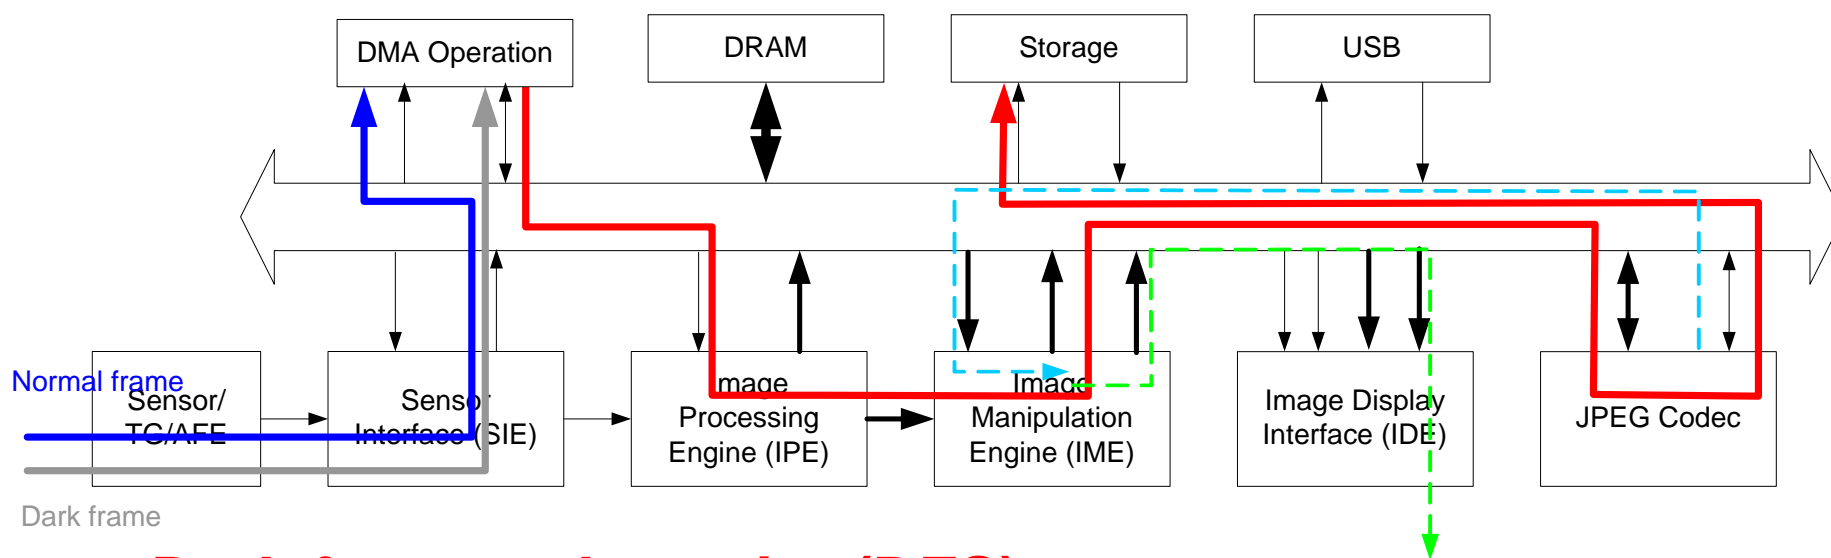 DMA Operation
DRAM
Storage
USB
Normal frame
Sensor/
TG/AFE
Sensor
Interface (SIE)
Image
Processing
Engine (IPE)
Image
Manipulation
Engine (IME)
Image Display
Interface (IDE)
JPEG Codec
Dark frame